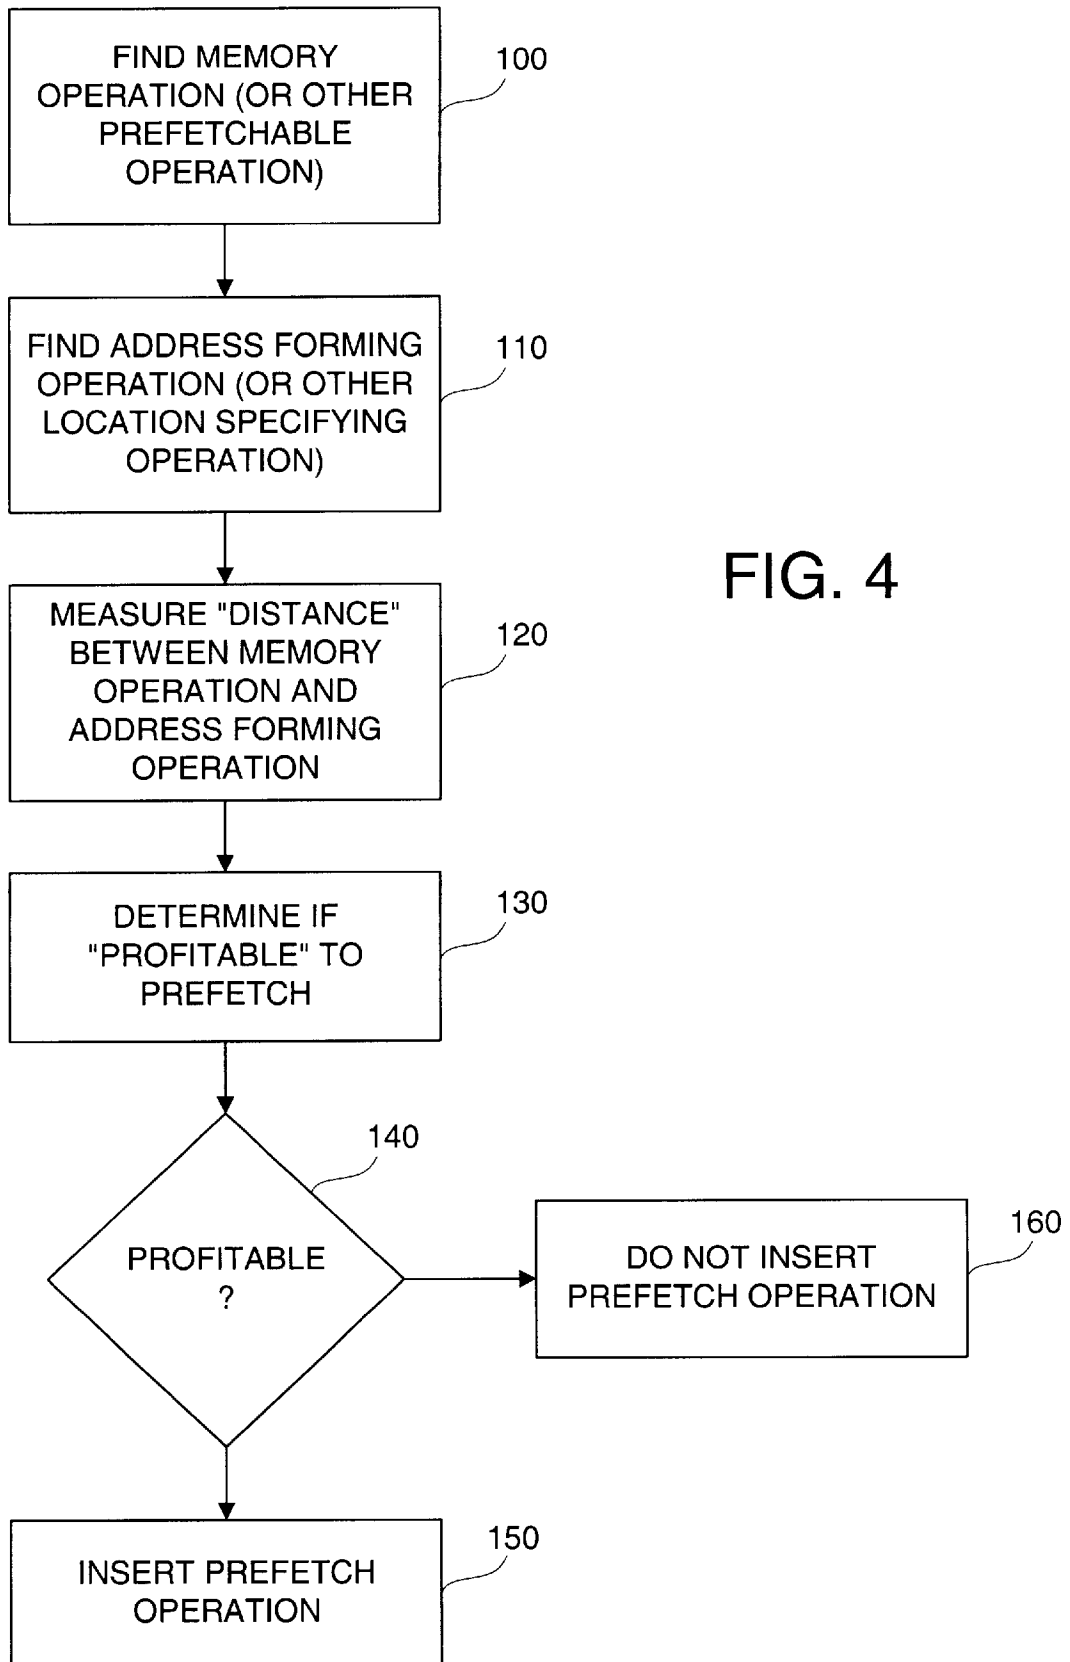 FIND MEMORY
OPERATION (OR OTHER
PREFETCHABLE
OPERATION)
100
FIND ADDRESS FORMING
OPERATION (OR OTHER
LOCATION SPECIFYING
OPERATION)
110
FIG. 4
MEASURE "DISTANCE"
BETWEEN MEMORY
OPERATION AND
ADDRESS FORMING
OPERATION
120
DETERMINE IF
"PROFITABLE" TO
PREFETCH
130
PROFITABLE
?
140
DO NOT INSERT
PREFETCH OPERATION
160
INSERT PREFETCH
OPERATION
150